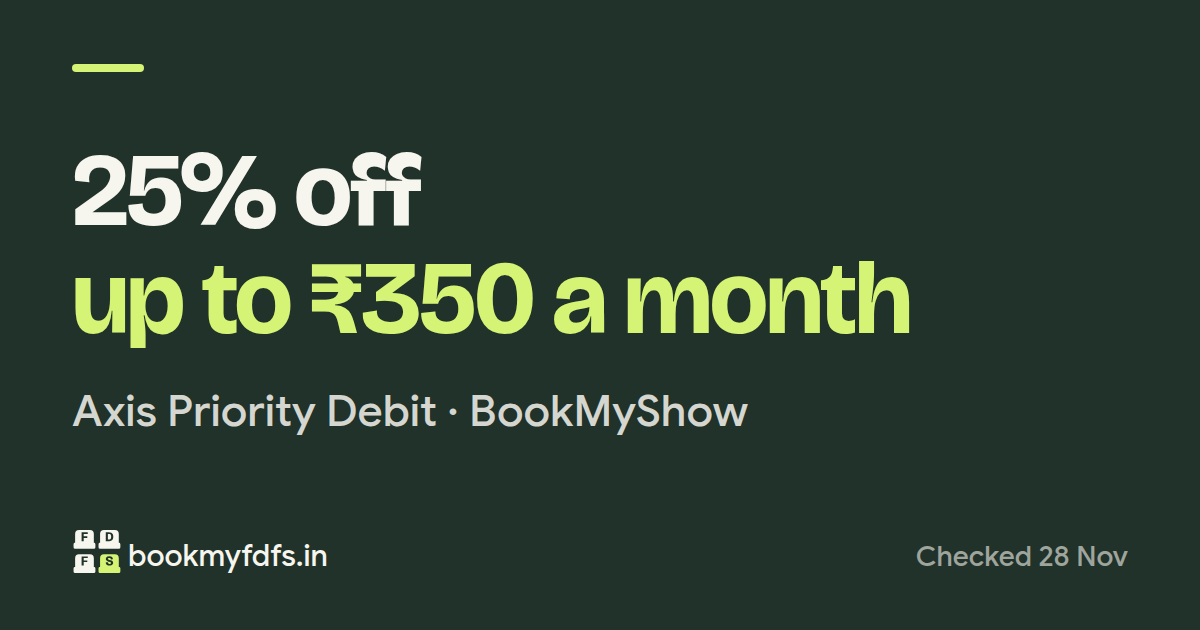 25% off
up to ₹350 a month
Axis Priority Debit · BookMyShow
F D
F S
bookmyfdfs.in
Checked 28 Nov